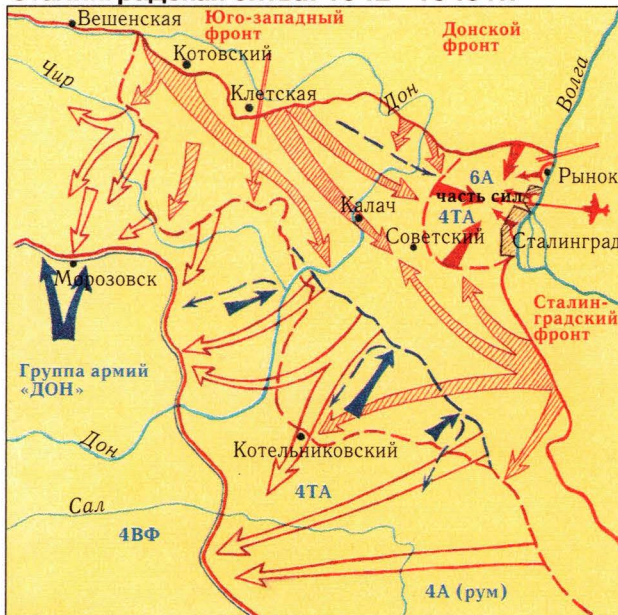 Вешенская
Юго-западный
фронт
Донской
фронт
Котовский
Чир
Клетская
Дон
Волга
6А
часть сил
4ТА
Рынок
Калач
Советский
Сталинград
Морозовск
Сталин-
градский
фронт
Группа армий
«ДОН»
Дон
Котельниковский
4ТА
Сал
4ВФ
4А (рум)